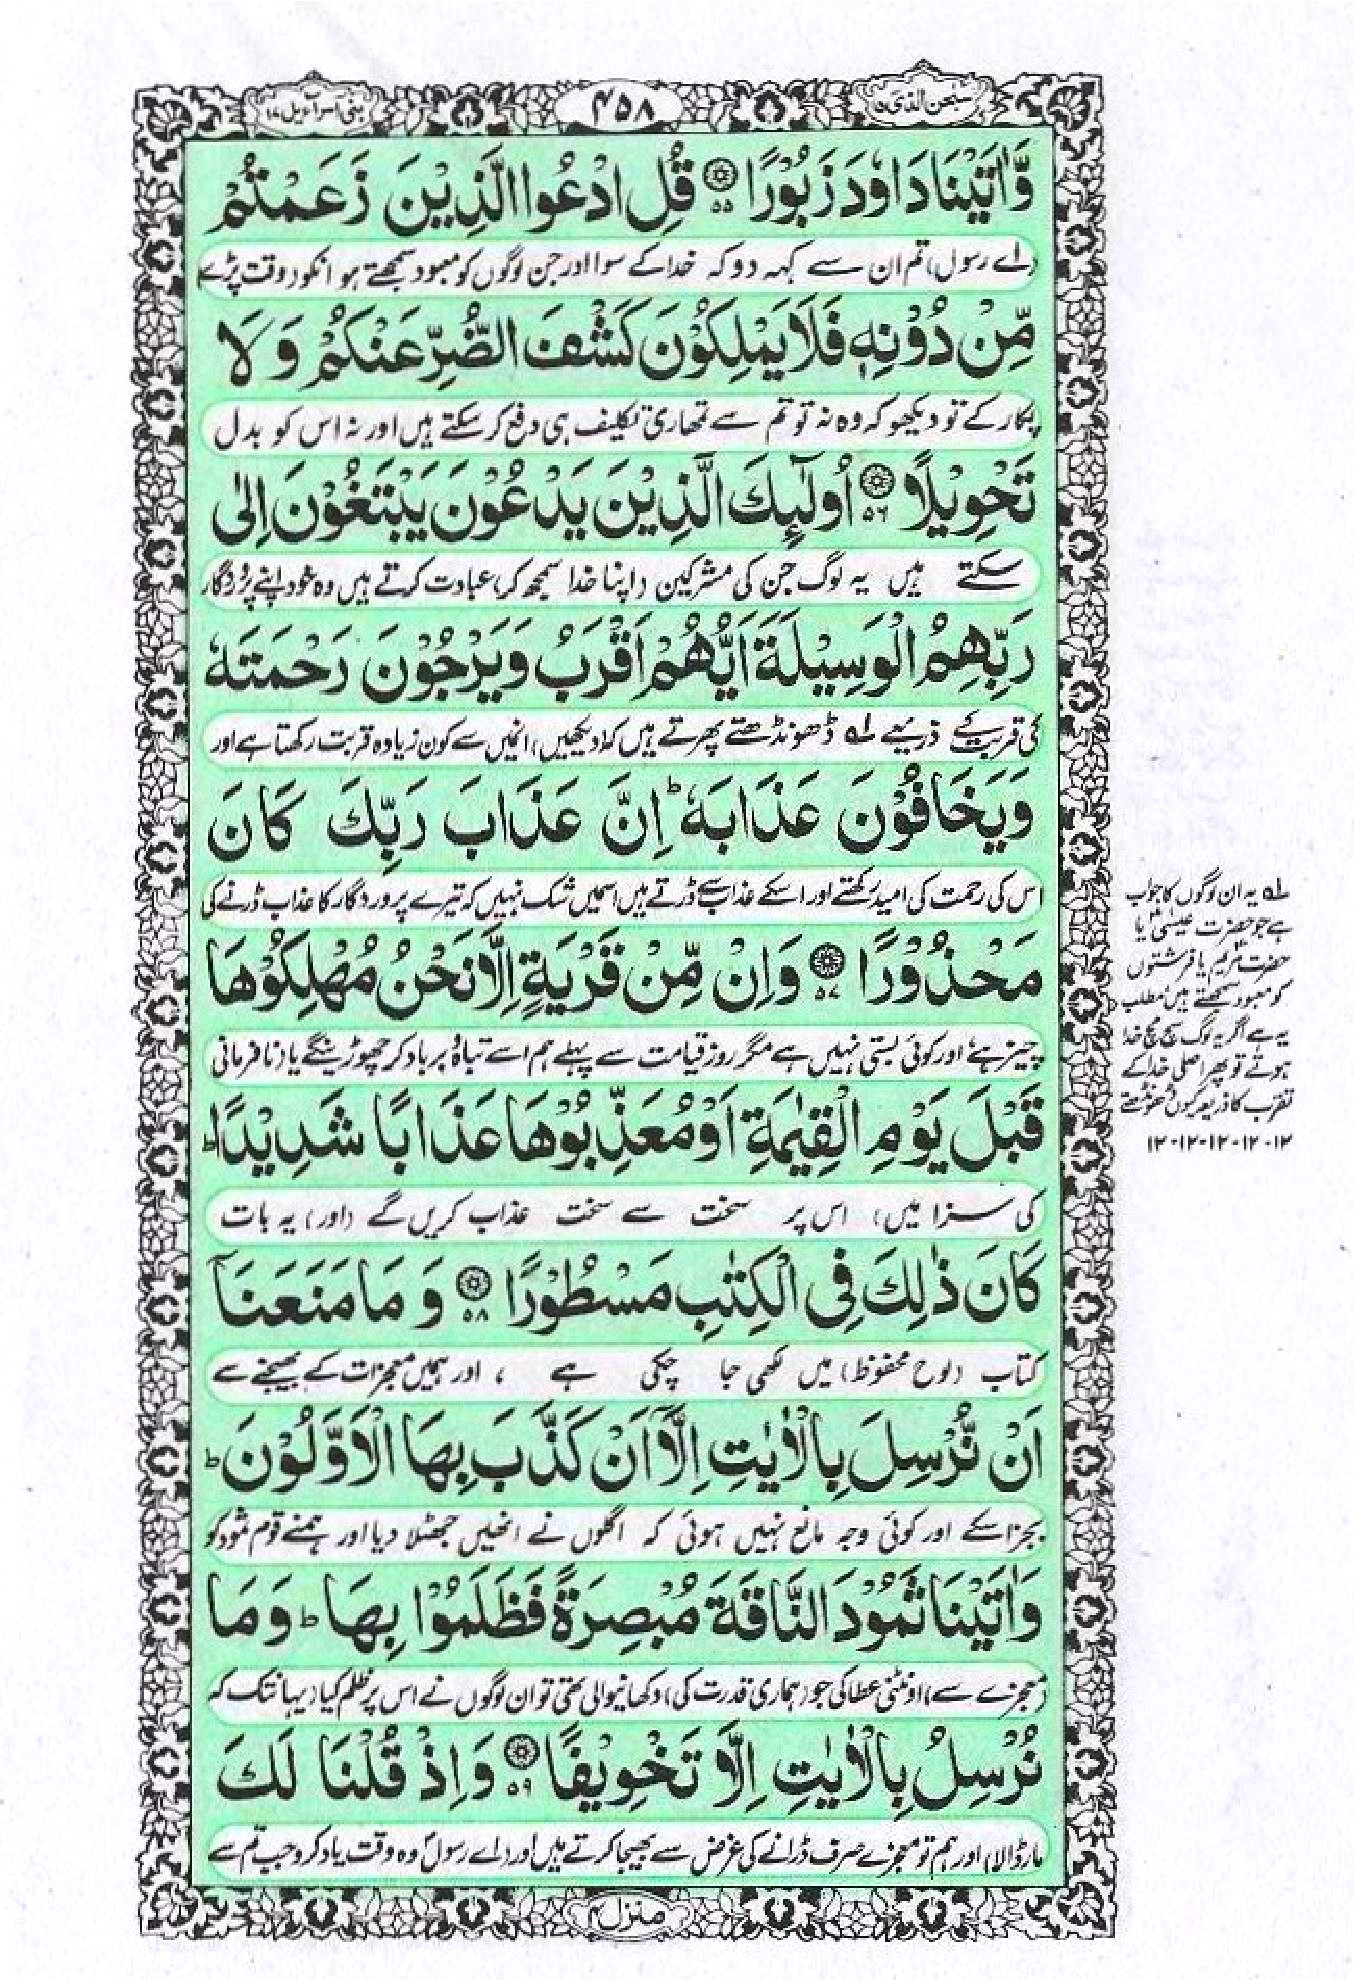 سبحٰن الذی ۱۵
۴۵۸
بنی اسرآءیل ۱۷
وَّاٰتَيْنَا دَاوٗدَ زَبُوْرًا ۵۵ قُلِ ادْعُوا الَّذِيْنَ زَعَمْتُمْ
(اے رسول) تم ان سے کہہ دو کہ خدا کے سوا اور جن لوگوں کو معبود سمجھتے ہو انکو (وقت پڑے
مِّنْ دُوْنِهٖ فَلَا يَمْلِكُوْنَ كَشْفَ الضُّرِّ عَنْكُمْ وَلَا
پکار کے تو دیکھو کہ وہ نہ تو تم سے تمہاری تکلیف ہی دفع کر سکتے ہیں اور نہ اس کو بدل
تَحْوِيْلًا ۵۶ اُولٰٓئِكَ الَّذِيْنَ يَدْعُوْنَ يَبْتَغُوْنَ اِلٰى
سکتے ہیں یہ لوگ جن کی مشرکین (اپنا خدا سمجھ کر) عبادت کرتے ہیں وہ خود اپنے پروردگار
رَبِّهِمُ الْوَسِيْلَةَ اَيُّهُمْ اَقْرَبُ وَيَرْجُوْنَ رَحْمَتَهٗ
کی قربت کے ذریعے ؎۱ ڈھونڈھتے پھرتے ہیں کہ (دیکھیں) انمیں سے کون زیادہ قربت رکھتا ہے اور
وَيَخَافُوْنَ عَذَابَهٗ ؕ اِنَّ عَذَابَ رَبِّكَ كَانَ
اس کی رحمت کی امید رکھتے اور اسکے عذاب سے ڈرتے ہیں اسمیں شک نہیں کہ تیرے پروردگار کا عذاب ڈرنے کی
مَحْذُوْرًا ۵۷ وَاِنْ مِّنْ قَرْيَةٍ اِلَّا نَحْنُ مُهْلِكُوْهَا
چیز ہے اور کوئی بستی نہیں ہے مگر روز قیامت سے پہلے ہم اسے تباہ و برباد کر چھوڑینگے یا (نافرمانی
قَبْلَ يَوْمِ الْقِيٰمَةِ اَوْ مُعَذِّبُوْهَا عَذَابًا شَدِيْدًا ؕ
کی سزا میں) اس پر سخت سے سخت عذاب کریں گے (اور) یہ بات
كَانَ ذٰلِكَ فِى الْكِتٰبِ مَسْطُوْرًا ۵۸ وَمَا مَنَعَنَاۤ
کتاب (لوح محفوظ) میں لکھی جا چکی ہے ، اور ہمیں معجزات کے بھیجنے سے
اَنْ نُّرْسِلَ بِالْاٰيٰتِ اِلَّاۤ اَنْ كَذَّبَ بِهَا الْاَوَّلُوْنَ ؕ
بجز اسکے اور کوئی وجہ مانع نہیں ہوئی کہ اگلوں نے انھیں جھٹلا دیا اور ہمنے قوم ثمود کو
وَاٰتَيْنَا ثَمُوْدَ النَّاقَةَ مُبْصِرَةً فَظَلَمُوْا بِهَا ؕ وَمَا
(معجزے سے) اونٹنی عطا کی جو (ہماری قدرت کی) دکھانیوالی تھی تو ان لوگوں نے اس پر ظلم کیا (یہانتک کہ
نُرْسِلُ بِالْاٰيٰتِ اِلَّا تَخْوِيْفًا ۵۹ وَاِذْ قُلْنَا لَكَ
مارڈالا) اور ہم تو معجزے صرف ڈرانے کی غرض سے بھیجا کرتے ہیں اور (اے رسولؐ وہ وقت یاد کرو جب تم سے
منزل ۴
؎۱ یہ ان لوگوں کا جواب
ہے جو حضرت عیسیٰؑ یا
حضرت مریمؑ یا فرشتوں
کو معبود سمجھتے ہیں مطلب
یہ ہے اگر یہ لوگ سچ مچ خدا
ہوتے تو پھر اصلی خدا کے
تقرب کا ذریعہ کیوں ڈھونڈھتے
۱۲-۱۲-۱۲-۱۲-۱۲